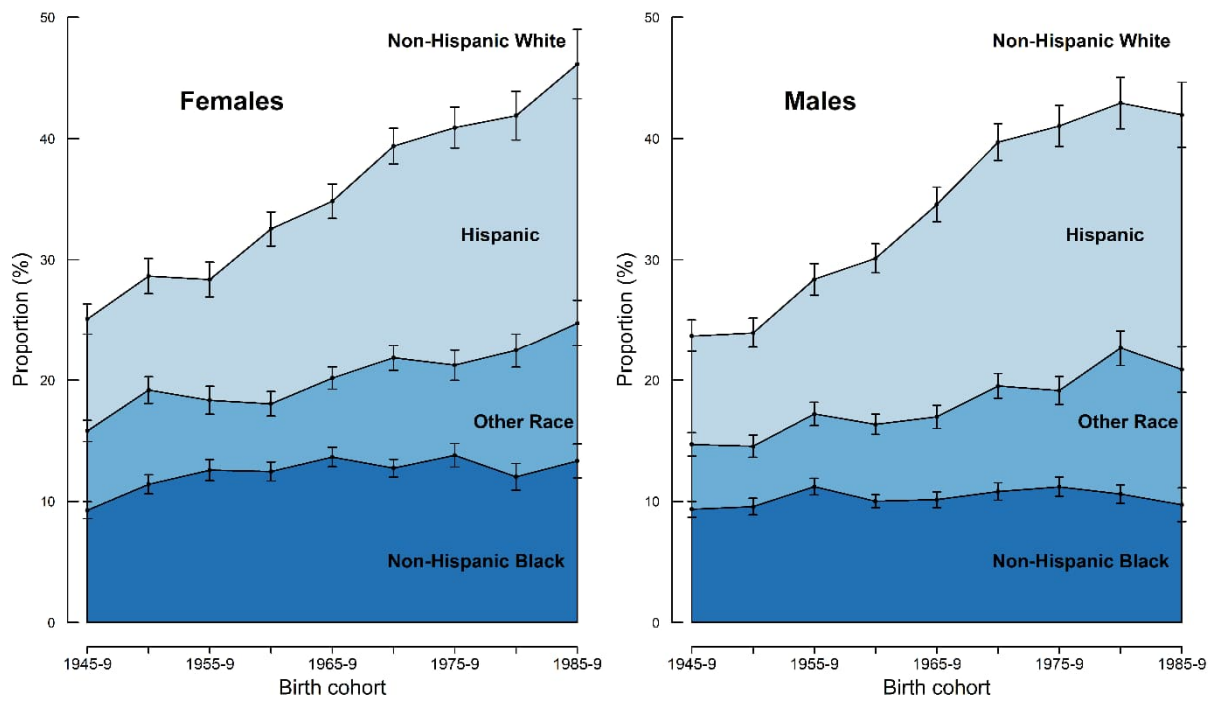 50
40
30
20
10
0
Proportion (%)
Females
Non-Hispanic White
Hispanic
Other Race
Non-Hispanic Black
1945-9
1955-9
1965-9
1975-9
1985-9
Birth cohort
50
40
30
20
10
0
Proportion (%)
Males
Non-Hispanic White
Hispanic
Other Race
Non-Hispanic Black
1945-9
1955-9
1965-9
1975-9
1985-9
Birth cohort